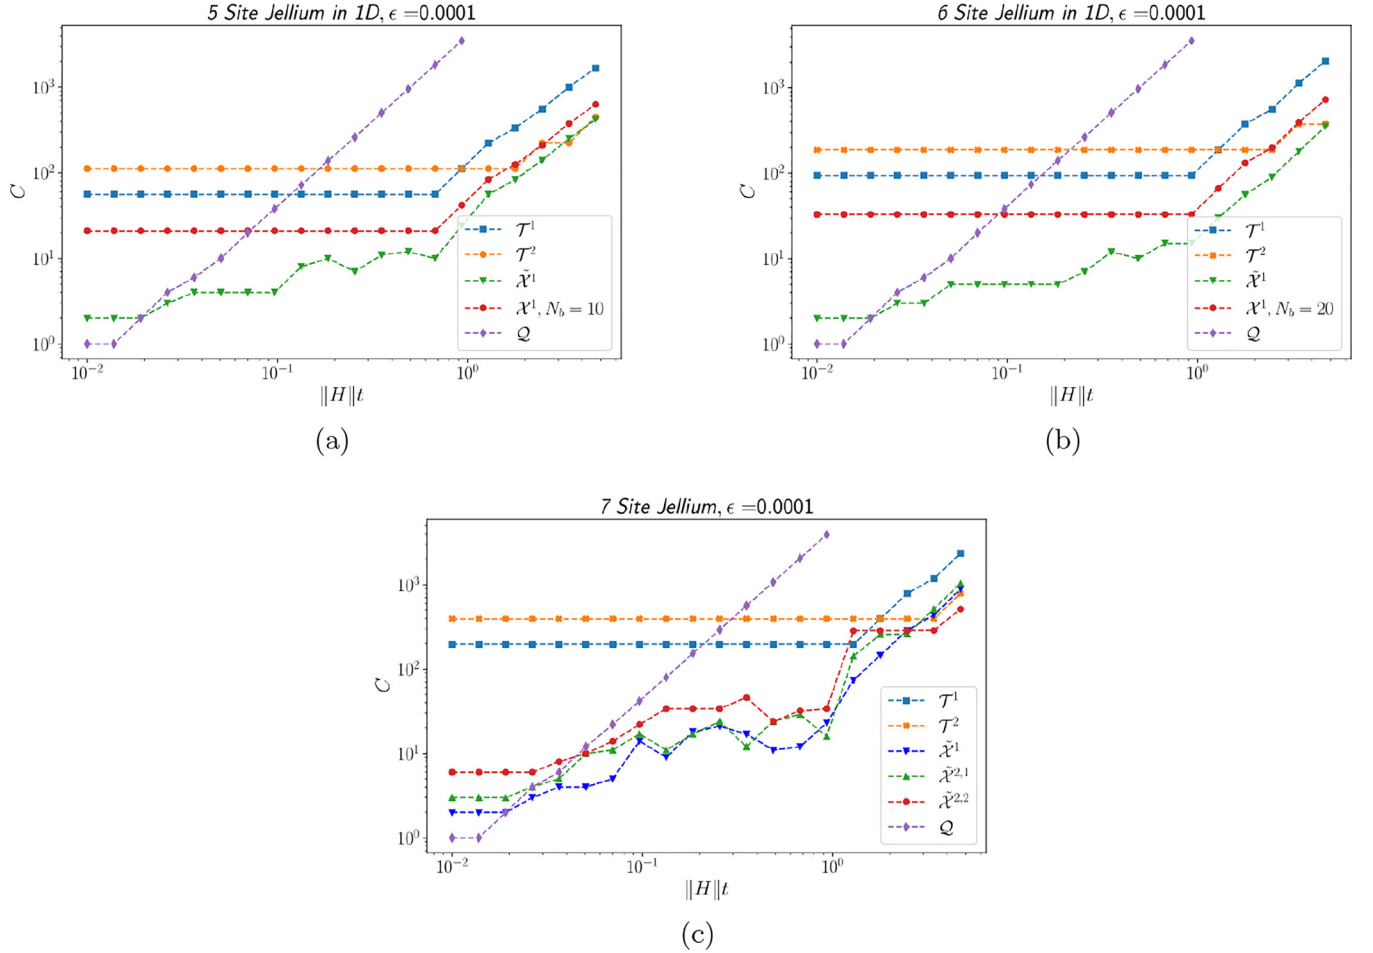 5 Site Jellium in 1D, ϵ =0.0001
C
10³
10²
10¹
10⁰
10⁻²
10⁻¹
10⁰
‖H‖t
𝒯¹
𝒯²
𝒳̃¹
𝒳¹, N_b = 10
𝒬
(a)
6 Site Jellium in 1D, ϵ =0.0001
C
10³
10²
10¹
10⁰
10⁻²
10⁻¹
10⁰
‖H‖t
𝒯¹
𝒯²
𝒳̃¹
𝒳¹, N_b = 20
𝒬
(b)
7 Site Jellium, ϵ =0.0001
C
10³
10²
10¹
10⁰
10⁻²
10⁻¹
10⁰
‖H‖t
𝒯¹
𝒯²
𝒳̃¹
𝒳̃²,¹
𝒳̃²,²
𝒬
(c)